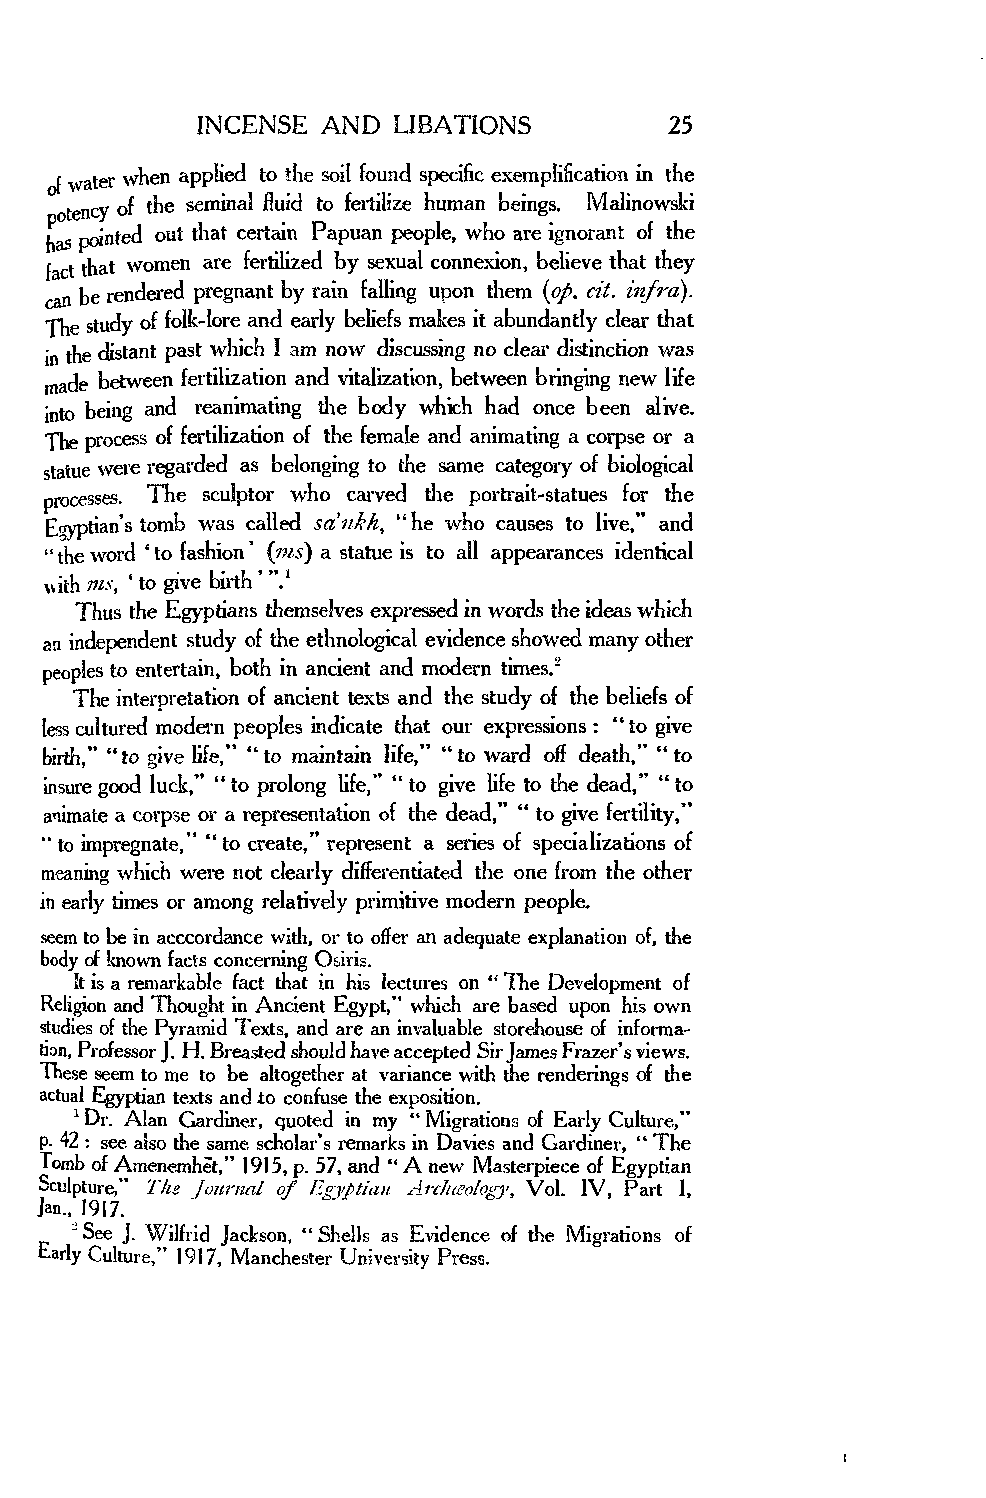 INCENSE AND LIBATIONS 25
of water when applied to the soil found specific exemplification in the
potency of the seminal fluid to fertilize human beings. Malinowski
has pointed out that certain Papuan people, who are ignorant of the
fact that women are fertilized by sexual connexion, believe that they
can be rendered pregnant by rain falling upon them (op. cit. infra).
The study of folk-lore and early beliefs makes it abundantly clear that
in the distant past which I am now discussing no clear distinction was
made between fertilization and vitalization, between bringing new life
into being and reanimating the body which had once been alive.
The process of fertilization of the female and animating a corpse or a
statue were regarded as belonging to the same category of biological
processes. The sculptor who carved the portrait-statues for the
Egyptian's tomb was called sa'nkh, "he who causes to live," and
"the word 'to fashion' (ms) a statue is to all appearances identical
with ms, 'to give birth'".¹
Thus the Egyptians themselves expressed in words the ideas which
an independent study of the ethnological evidence showed many other
peoples to entertain, both in ancient and modern times.²
The interpretation of ancient texts and the study of the beliefs of
less cultured modern peoples indicate that our expressions: "to give
birth," "to give life," "to maintain life," "to ward off death," "to
insure good luck," "to prolong life," "to give life to the dead," "to
animate a corpse or a representation of the dead," "to give fertility,"
"to impregnate," "to create," represent a series of specializations of
meaning which were not clearly differentiated the one from the other
in early times or among relatively primitive modern people.
seem to be in acccordance with, or to offer an adequate explanation of, the
body of known facts concerning Osiris.
It is a remarkable fact that in his lectures on "The Development of
Religion and Thought in Ancient Egypt," which are based upon his own
studies of the Pyramid Texts, and are an invaluable storehouse of informa-
tion, Professor J. H. Breasted should have accepted Sir James Frazer's views.
These seem to me to be altogether at variance with the renderings of the
actual Egyptian texts and to confuse the exposition.
¹ Dr. Alan Gardiner, quoted in my "Migrations of Early Culture,"
p. 42: see also the same scholar's remarks in Davies and Gardiner, "The
Tomb of Amenemhēt," 1915, p. 57, and "A new Masterpiece of Egyptian
Sculpture," The Journal of Egyptian Archæology, Vol. IV, Part I,
Jan., 1917.
² See J. Wilfrid Jackson, "Shells as Evidence of the Migrations of
Early Culture," 1917, Manchester University Press.